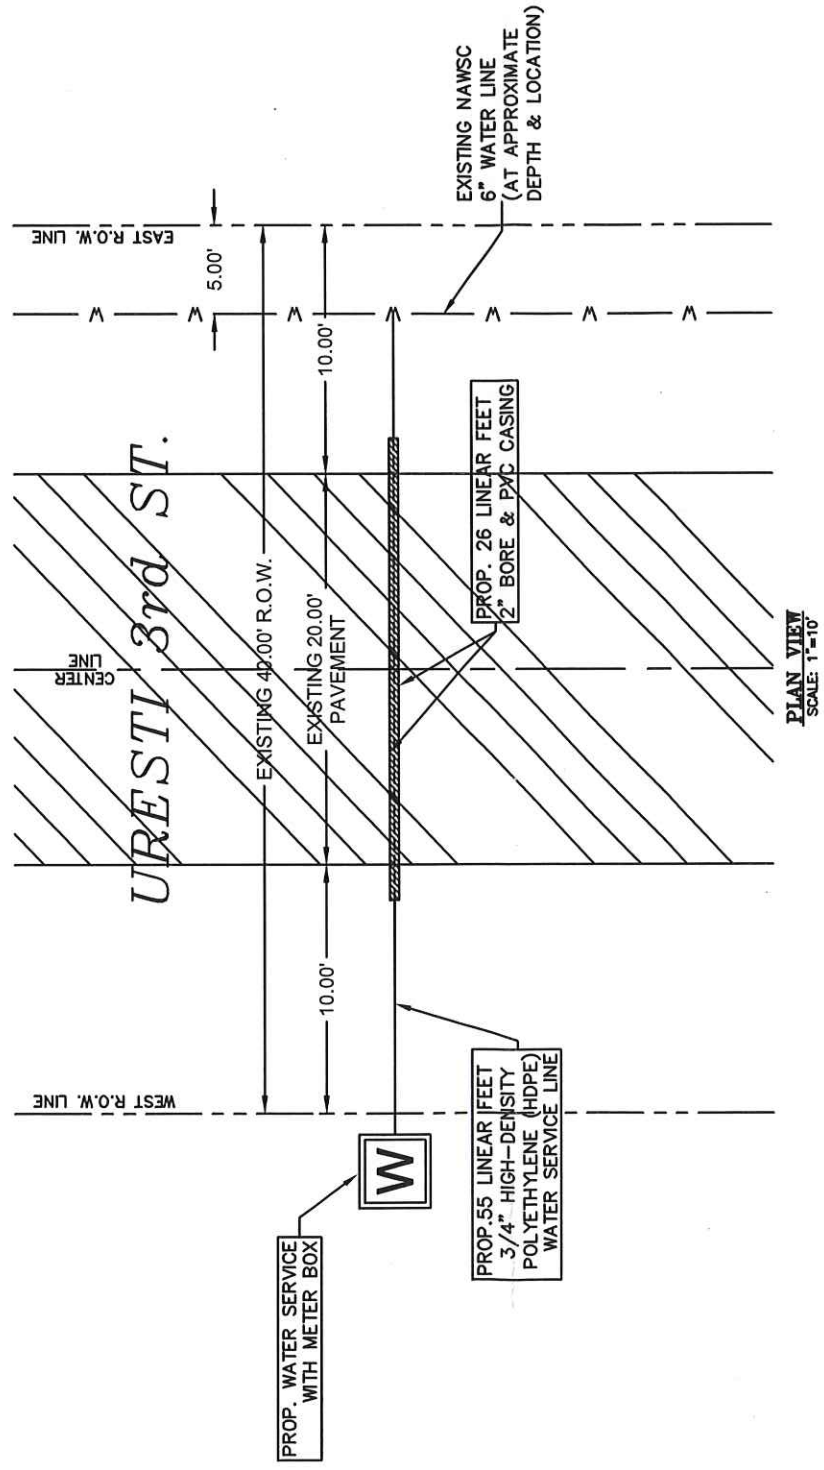 URESTI 3rd ST.
WEST R.O.W. LINE
CENTER
LINE
EAST R.O.W. LINE
5.00'
EXISTING 40.00' R.O.W.
10.00'
EXISTING 20.00'
PAVEMENT
10.00'
PROP. WATER SERVICE
WITH METER BOX
W
W
W
W
W
W
W
W
PROP.55 LINEAR FEET
3/4" HIGH-DENSITY
POLYETHYLENE (HDPE)
WATER SERVICE LINE
PROP. 26 LINEAR FEET
2" BORE & PVC CASING
EXISTING NAWSC
6" WATER LINE
(AT APPROXIMATE
DEPTH & LOCATION)
PLAN VIEW
SCALE: 1"=10'